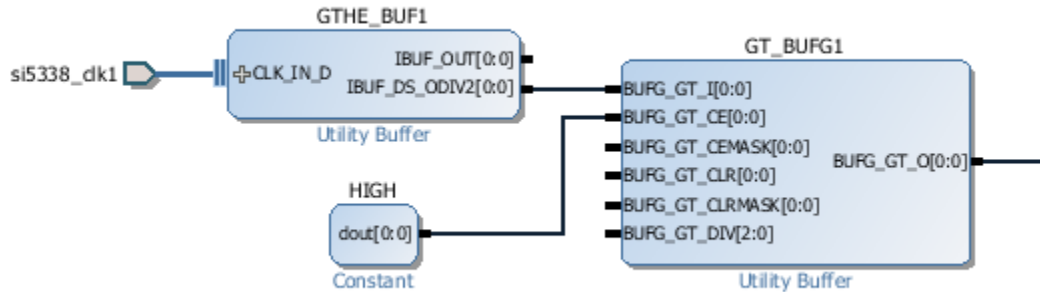 GTHE_BUF1
si5338_clk1
CLK_IN_D
IBUF_OUT[0:0]
IBUF_DS_ODIV2[0:0]
Utility Buffer
HIGH
dout[0:0]
Constant
GT_BUFG1
BUFG_GT_I[0:0]
BUFG_GT_CE[0:0]
BUFG_GT_CEMASK[0:0]
BUFG_GT_CLR[0:0]
BUFG_GT_CLRMASK[0:0]
BUFG_GT_DIV[2:0]
BUFG_GT_O[0:0]
Utility Buffer